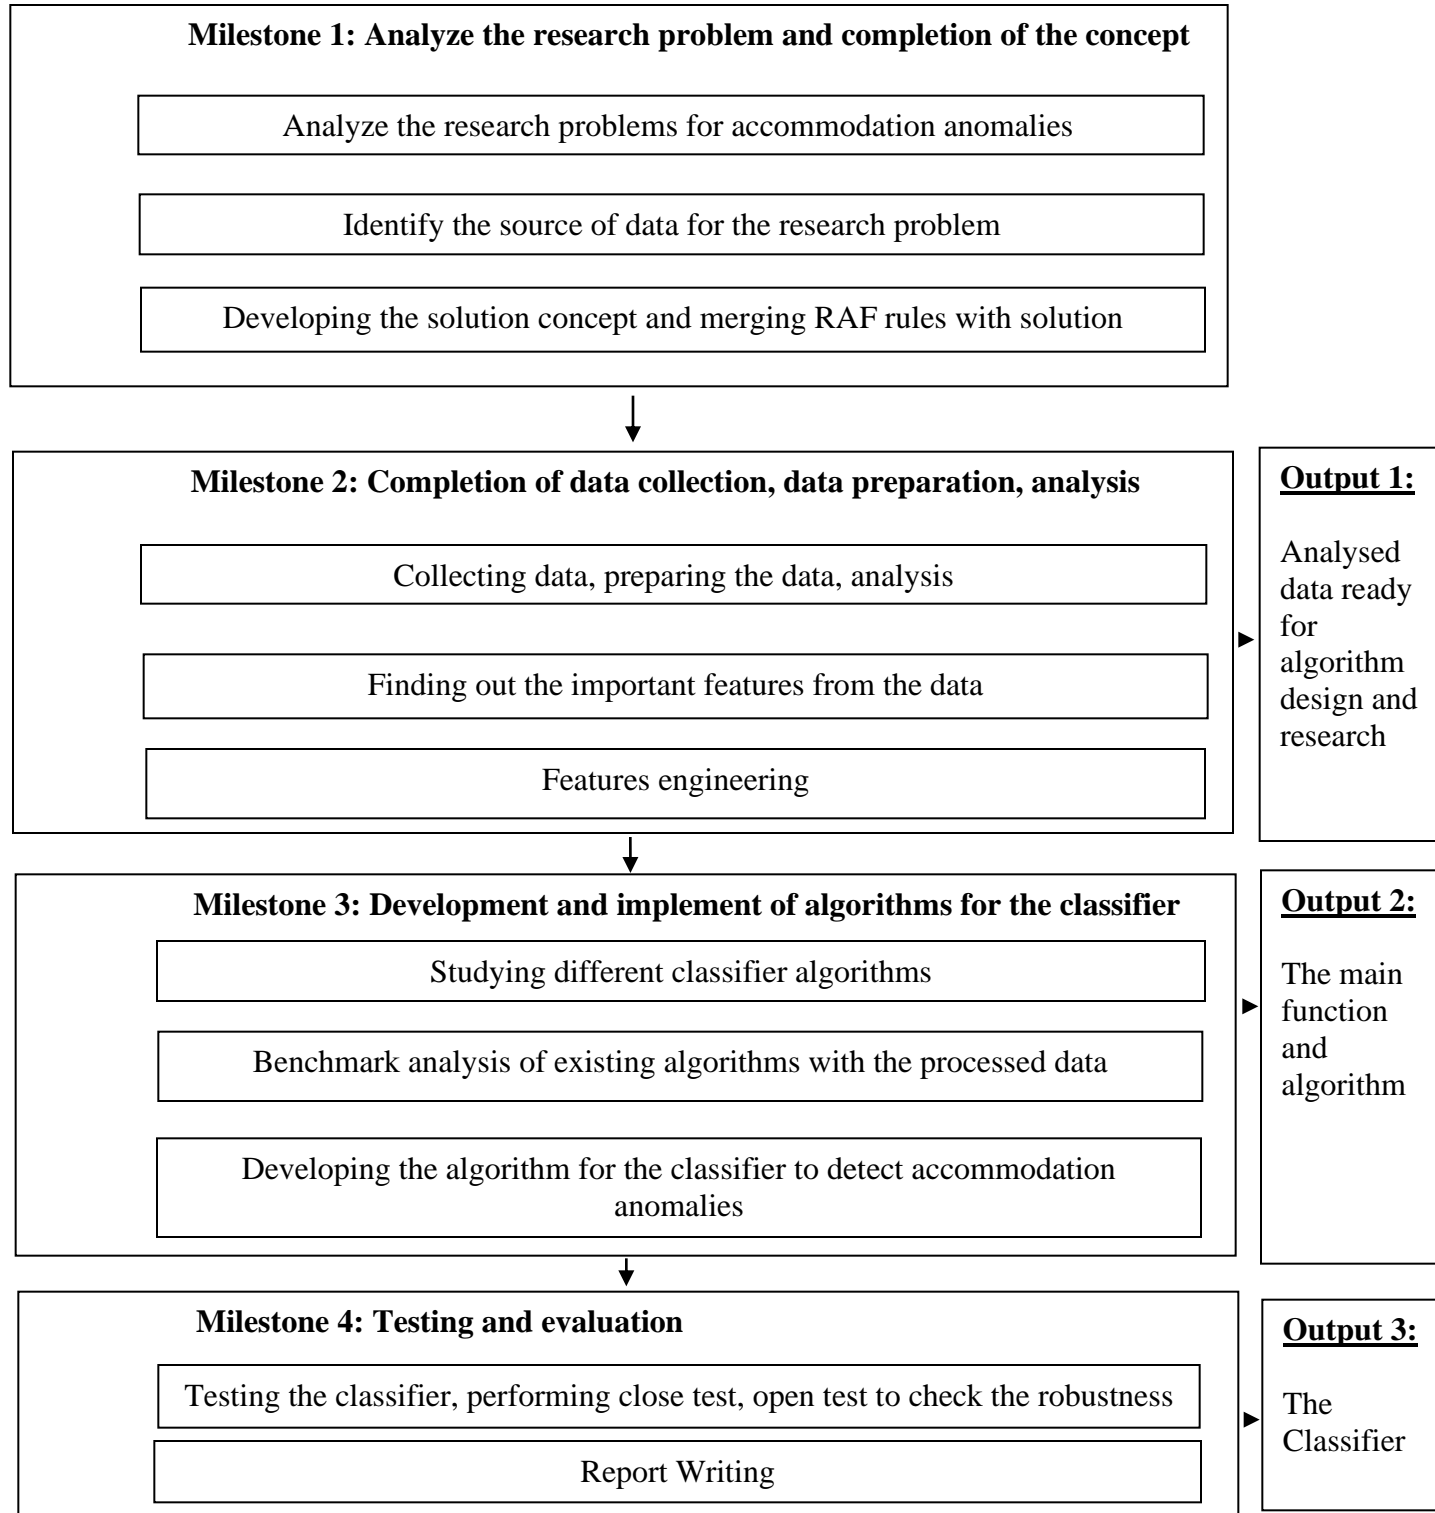 Milestone 1: Analyze the research problem and completion of the concept
Analyze the research problems for accommodation anomalies
Identify the source of data for the research problem
Developing the solution concept and merging RAF rules with solution
Milestone 2: Completion of data collection, data preparation, analysis
Collecting data, preparing the data, analysis
Finding out the important features from the data
Features engineering
Output 1:
Analysed
data ready
for
algorithm
design and
research
Milestone 3: Development and implement of algorithms for the classifier
Studying different classifier algorithms
Benchmark analysis of existing algorithms with the processed data
Developing the algorithm for the classifier to detect accommodation
anomalies
Output 2:
The main
function
and
algorithm
Milestone 4: Testing and evaluation
Testing the classifier, performing close test, open test to check the robustness
Report Writing
Output 3:
The
Classifier